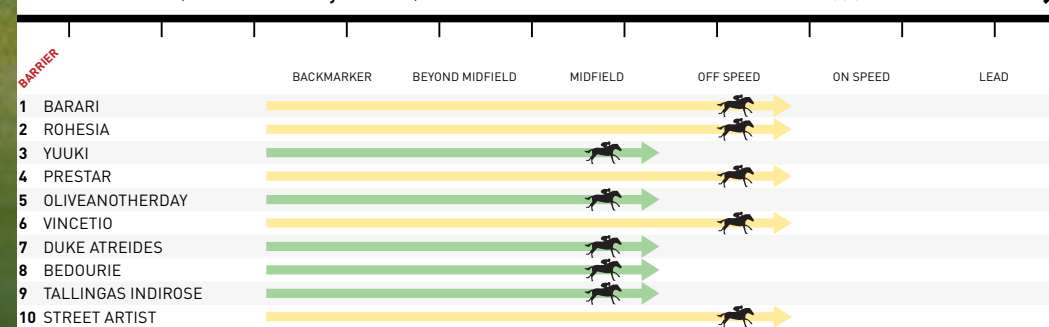 BARRIER
BACKMARKER BEYOND MIDFIELD MIDFIELD OFF SPEED ON SPEED LEAD
1 BARARI
2 ROHESIA
3 YUUKI
4 PRESTAR
5 OLIVEANOTHERDAY
6 VINCETIO
7 DUKE ATREIDES
8 BEDOURIE
9 TALLINGAS INDIROSE
10 STREET ARTIST